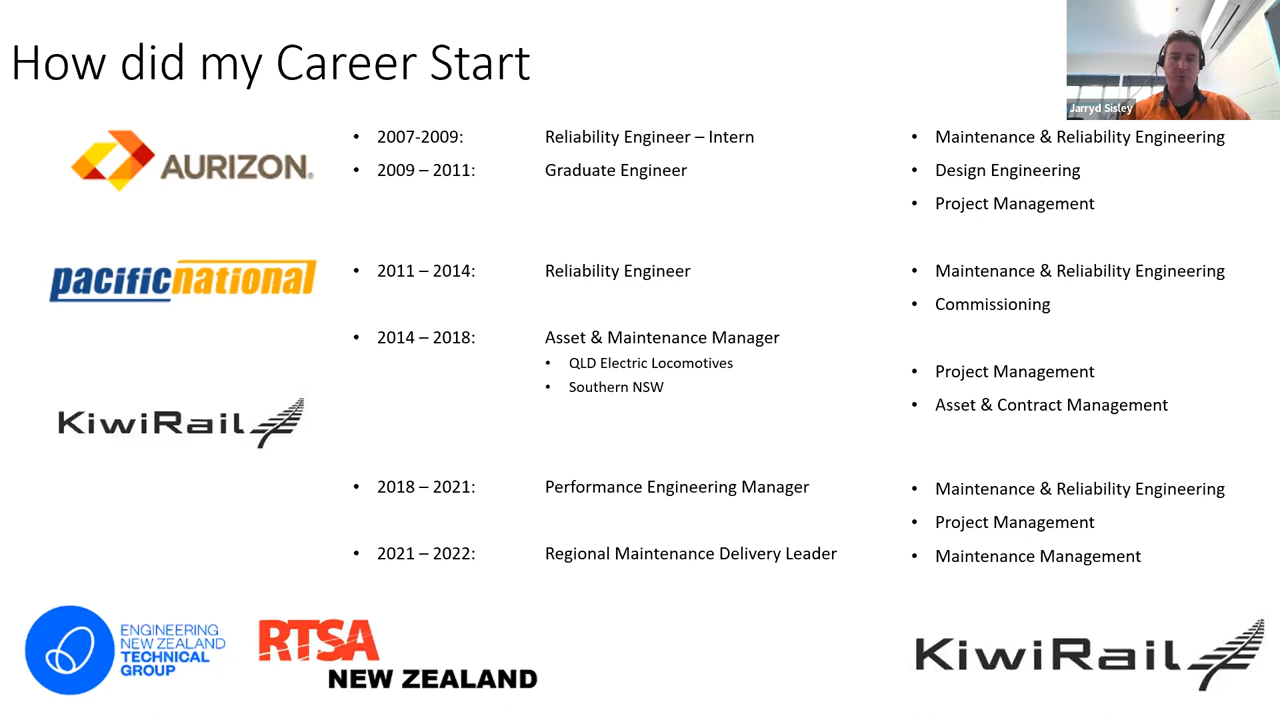 How did my Career Start
Jarryd Sisley
AURIZON®
• 2007-2009: Reliability Engineer – Intern • Maintenance & Reliability Engineering
• 2009 – 2011: Graduate Engineer • Design Engineering
• Project Management
pacificnational
• 2011 – 2014: Reliability Engineer • Maintenance & Reliability Engineering
• Commissioning
• 2014 – 2018: Asset & Maintenance Manager
• QLD Electric Locomotives
• Project Management
• Southern NSW
• Asset & Contract Management
KiwiRail
• 2018 – 2021: Performance Engineering Manager • Maintenance & Reliability Engineering
• Project Management
• 2021 – 2022: Regional Maintenance Delivery Leader • Maintenance Management
ENGINEERING
NEW ZEALAND
TECHNICAL
GROUP
RTSA
NEW ZEALAND
KiwiRail